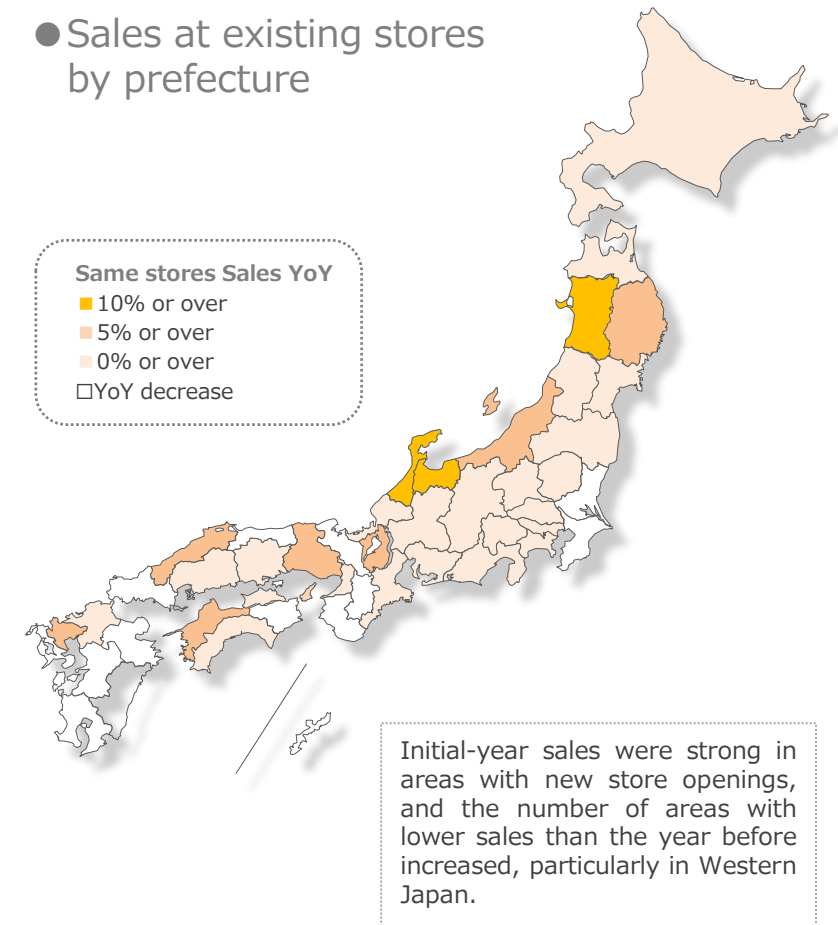 ●Sales at existing stores
by prefecture
Same stores Sales YoY
10% or over
5% or over
0% or over
□YoY decrease
Initial-year sales were strong in
areas with new store openings,
and the number of areas with
lower sales than the year before
increased, particularly in Western
Japan.